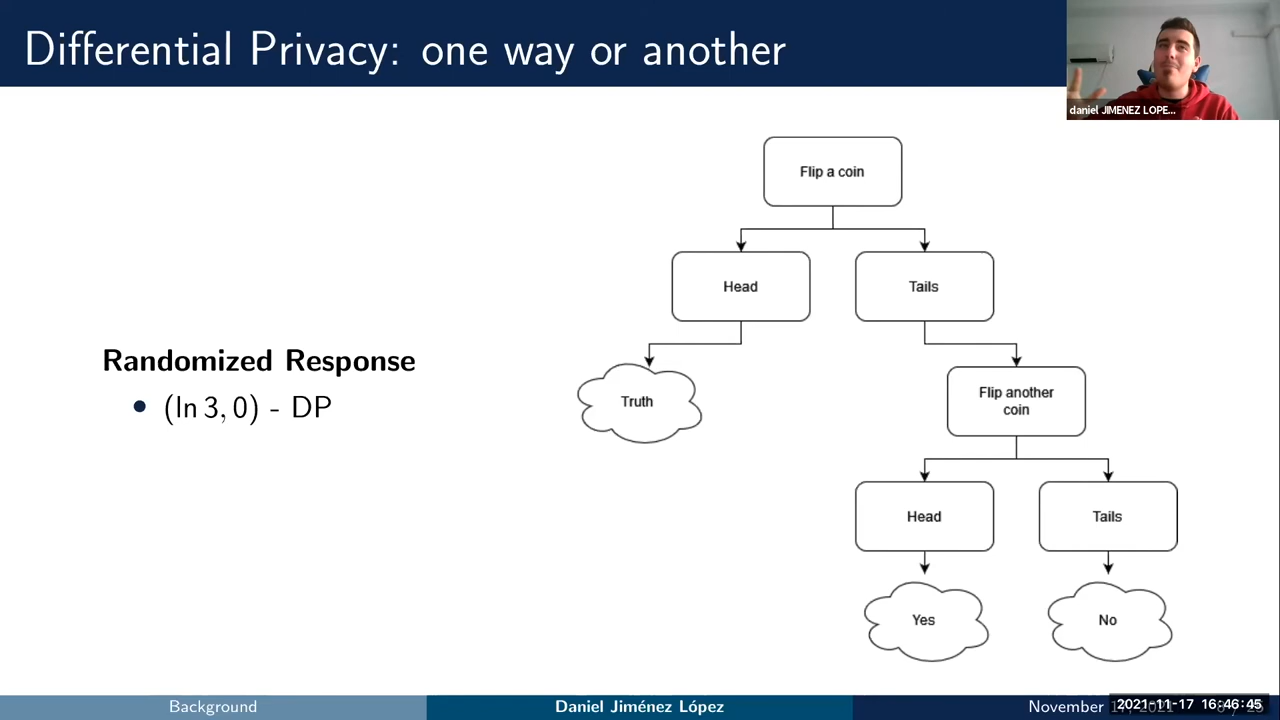 Differential Privacy: one way or another
daniel JIMENEZ LOPE...
Flip a coin
Head
Tails
Randomized Response
(ln 3, 0) - DP
Truth
Flip another
coin
Head
Tails
Yes
No
Background
Daniel Jiménez López
November
2021-11-17 16:46:45